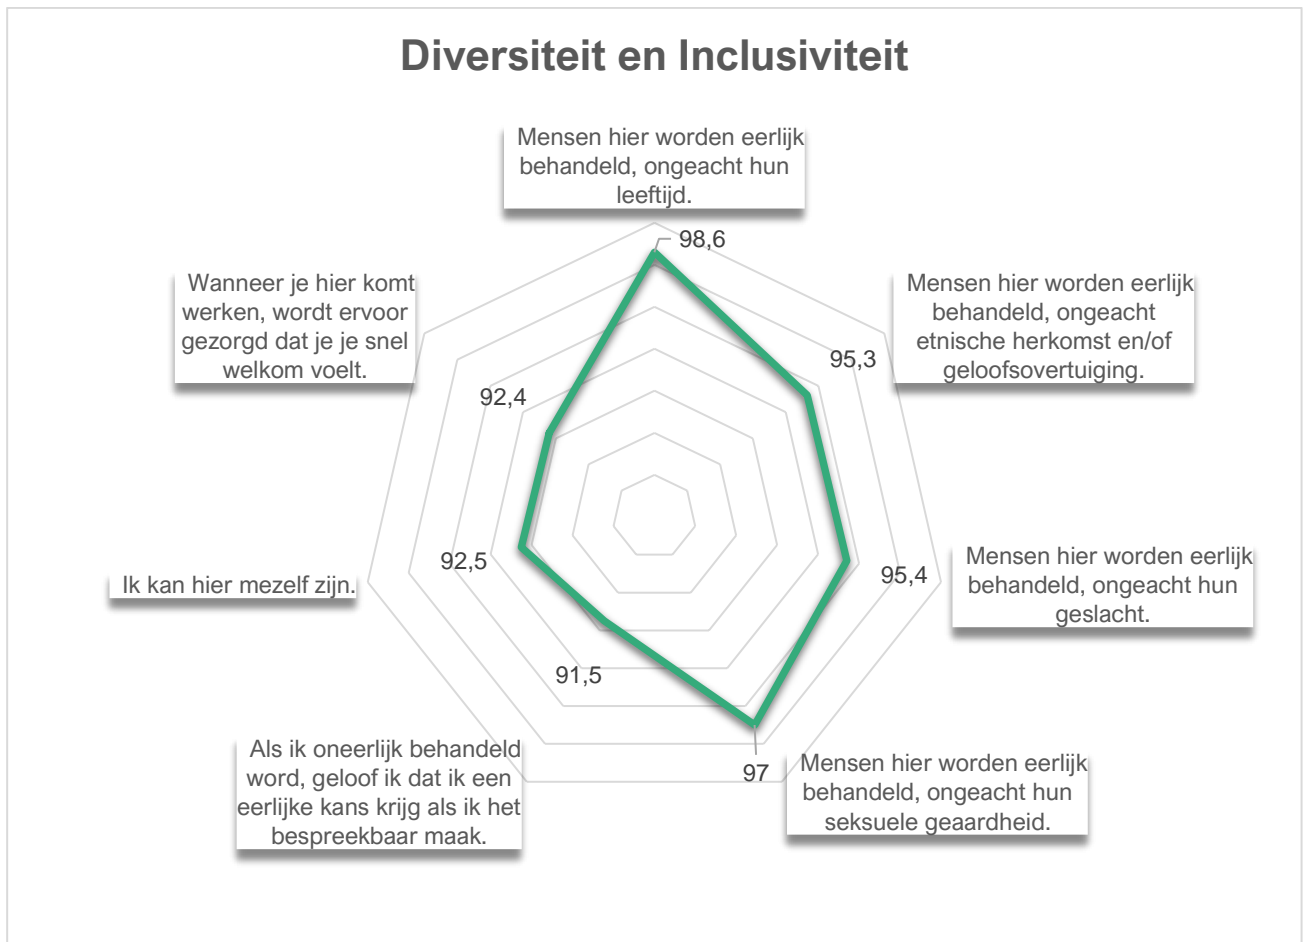 Diversiteit en Inclusiviteit
Mensen hier worden eerlijk
behandeld, ongeacht hun
leeftijd.
98,6
Mensen hier worden eerlijk
behandeld, ongeacht
etnische herkomst en/of
geloofsovertuiging.
95,3
Mensen hier worden eerlijk
behandeld, ongeacht hun
geslacht.
95,4
Mensen hier worden eerlijk
behandeld, ongeacht hun
seksuele geaardheid.
97
Als ik oneerlijk behandeld
word, geloof ik dat ik een
eerlijke kans krijg als ik het
bespreekbaar maak.
91,5
Ik kan hier mezelf zijn.
92,5
Wanneer je hier komt
werken, wordt ervoor
gezorgd dat je je snel
welkom voelt.
92,4